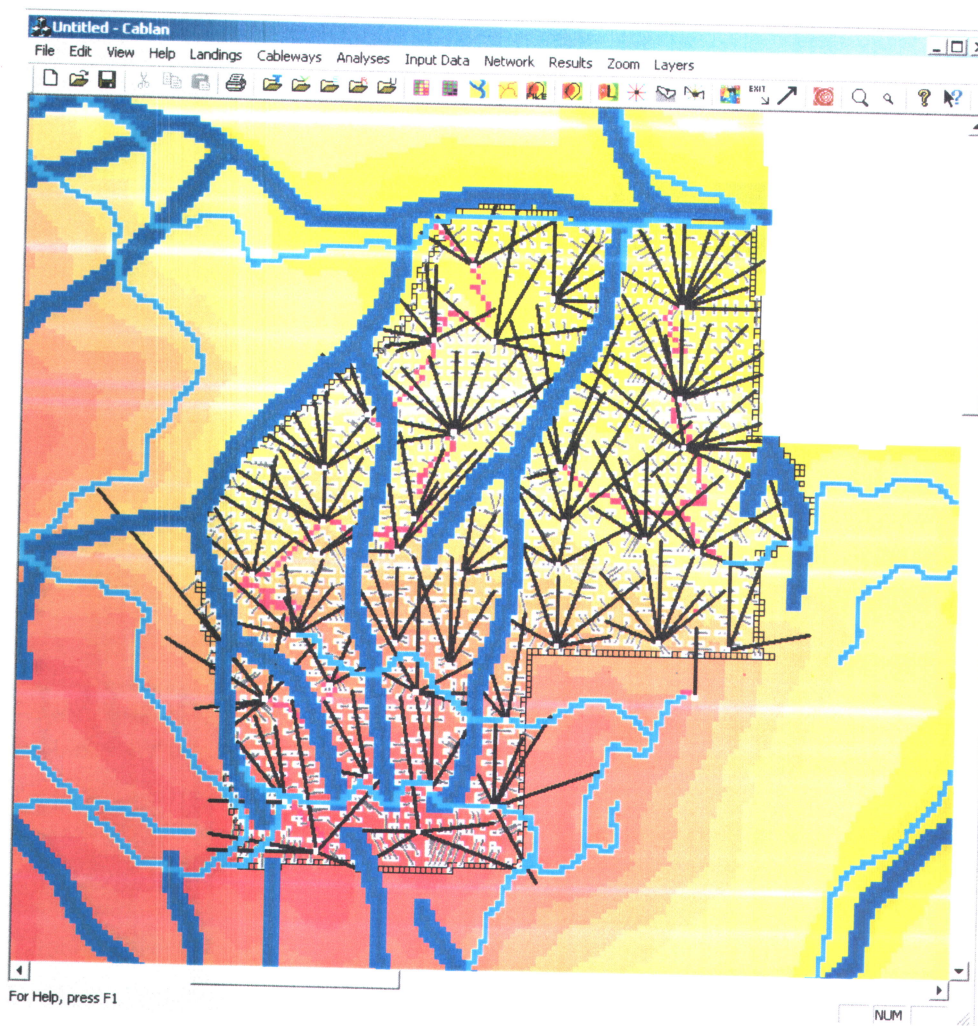 Untitled - Cablan
File Edit View Help Landings Cableways Analyses Input Data Network Results Zoom Layers
FILE L EXIT
For Help, press F1
NUM